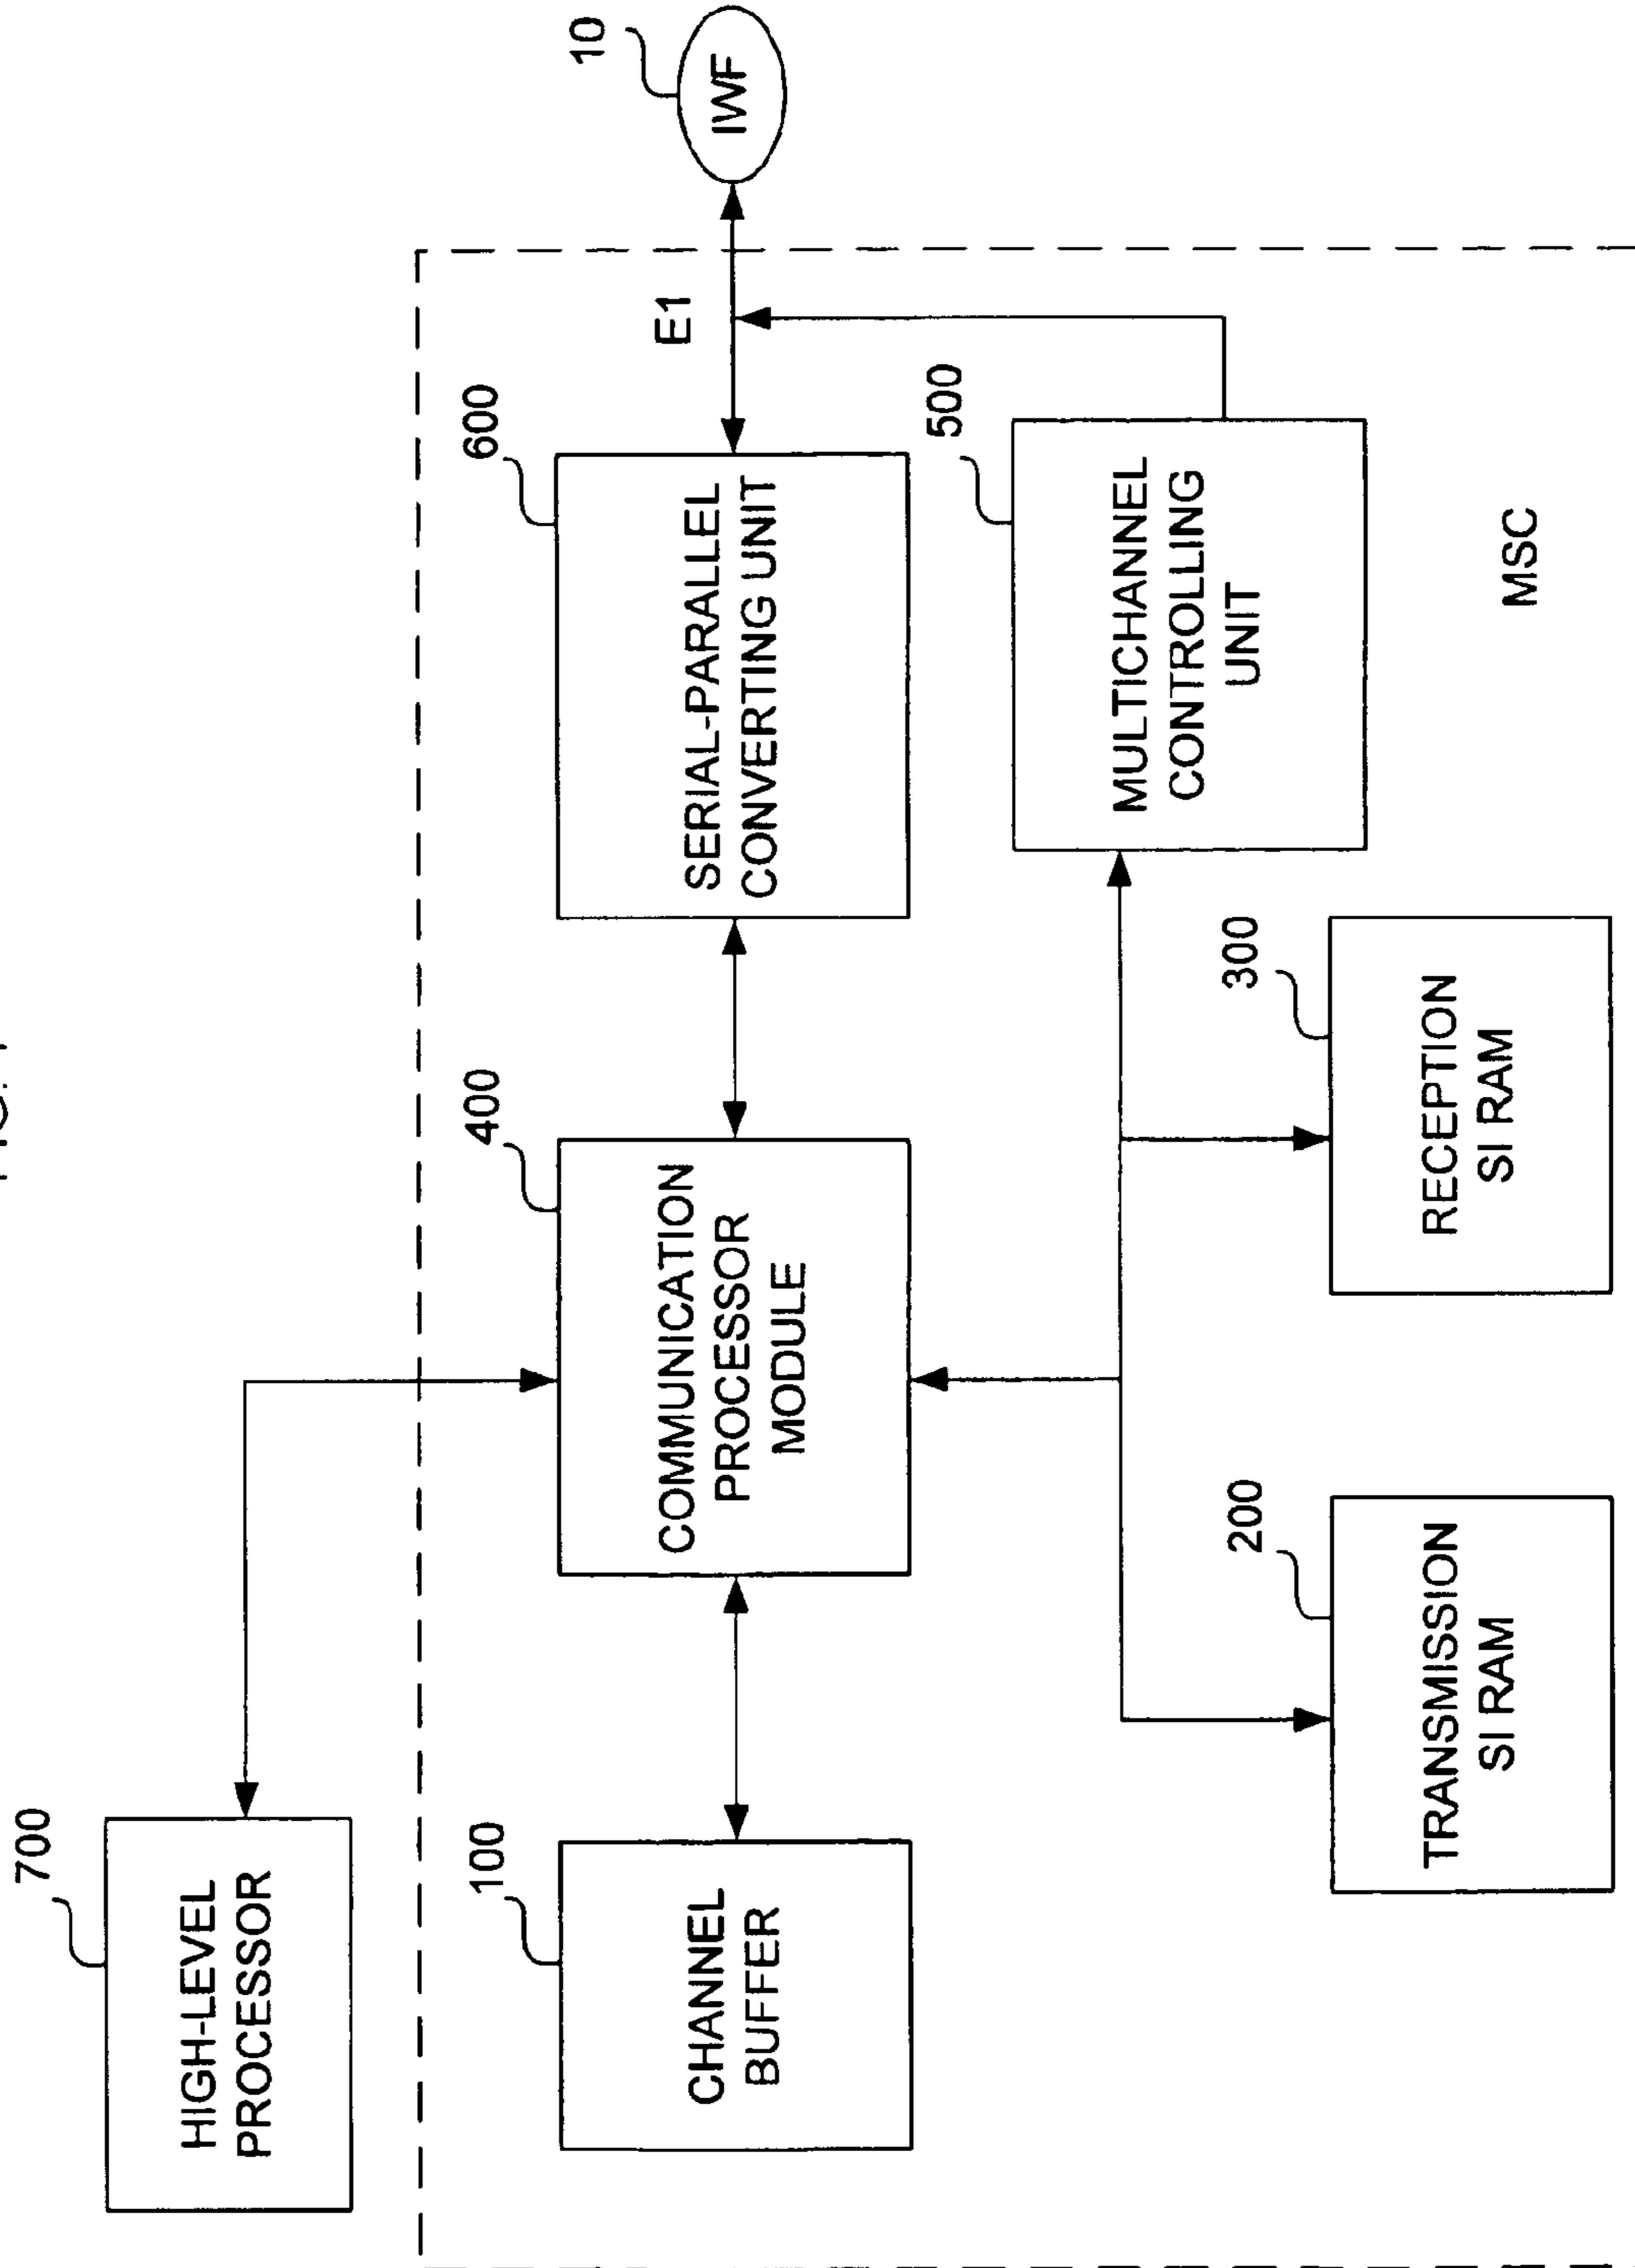 700
HIGH-LEVEL
PROCESSOR
100
CHANNEL
BUFFER
400
COMMUNICATION
PROCESSOR
MODULE
600
SERIAL-PARALLEL
CONVERTING UNIT
E1
10
IWF
200
TRANSMISSION
SI RAM
300
RECEPTION
SI RAM
500
MULTICHANNEL
CONTROLLING
UNIT
MSC